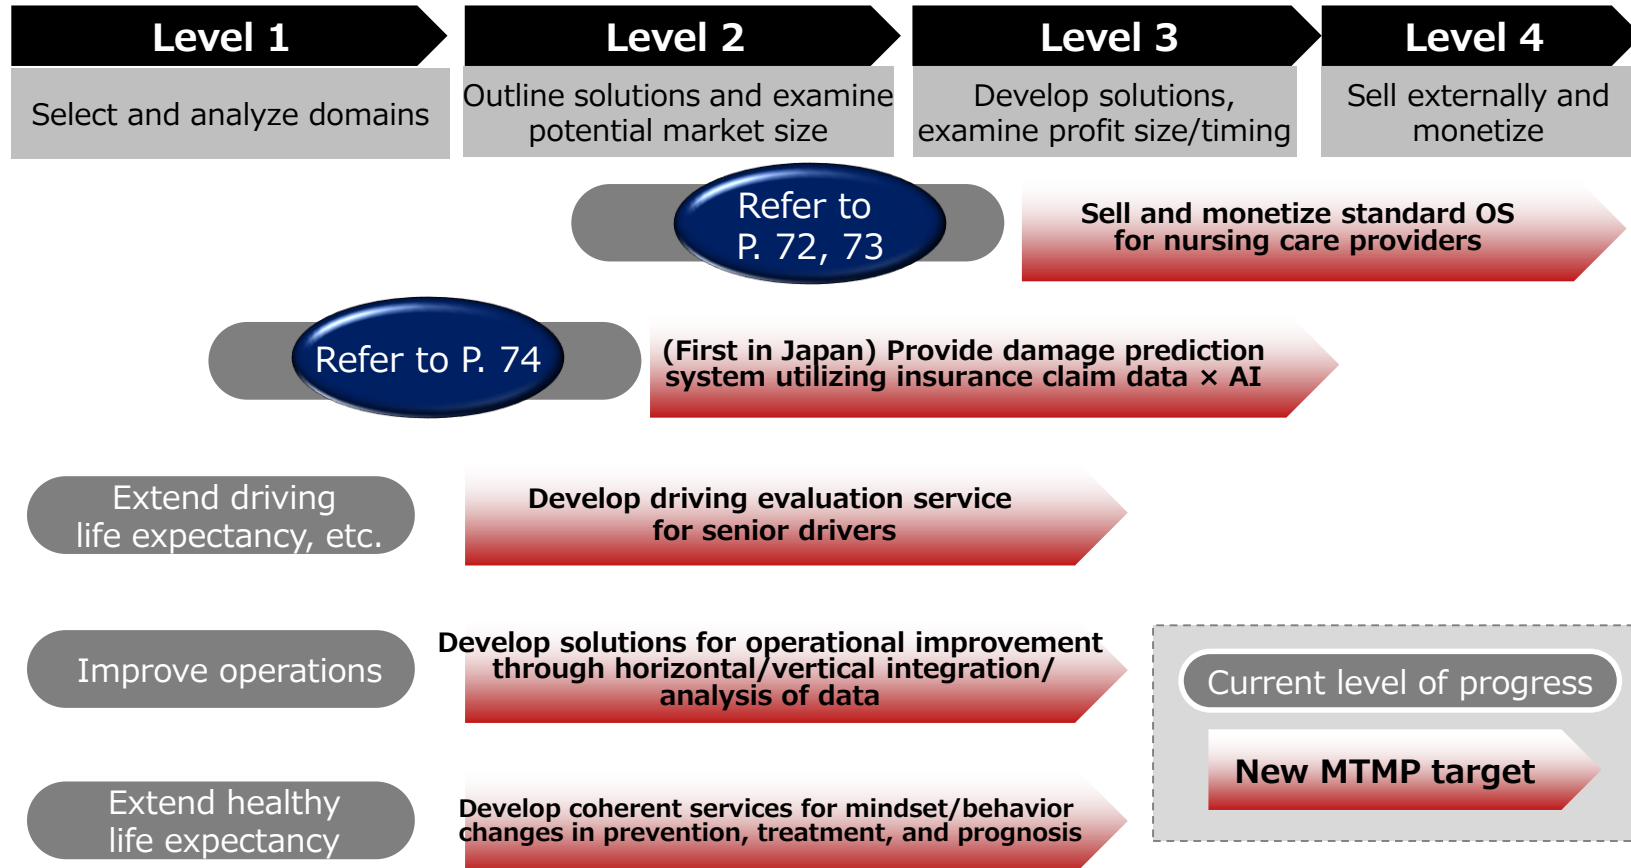 Level 1
Level 2
Level 3
Level 4
Select and analyze domains
Outline solutions and examine
potential market size
Develop solutions,
examine profit size/timing
Sell externally and
monetize
Refer to
P. 72, 73
Sell and monetize standard OS
for nursing care providers
Refer to P. 74
(First in Japan) Provide damage prediction
system utilizing insurance claim data × AI
Extend driving
life expectancy, etc.
Develop driving evaluation service
for senior drivers
Improve operations
Develop solutions for operational improvement
through horizontal/vertical integration/
analysis of data
Extend healthy
life expectancy
Develop coherent services for mindset/behavior
changes in prevention, treatment, and prognosis
Current level of progress
New MTMP target